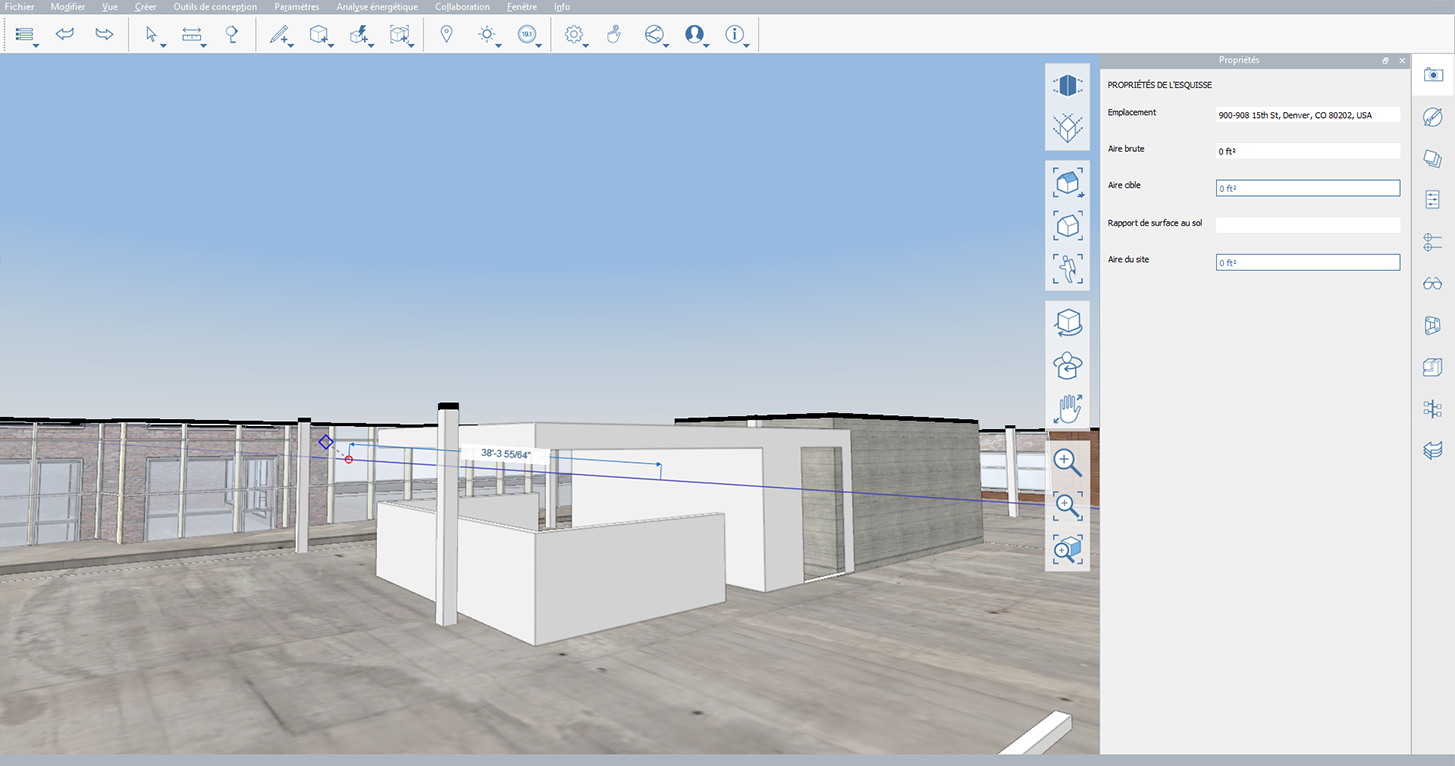 Fichier Modifier Vue Créer Outils de conception Paramètres Analyse énergétique Collaboration Fenêtre Info
19.1
Propriétés
PROPRIÉTÉS DE L'ESQUISSE
Emplacement 900-908 15th St, Denver, CO 80202, USA
Aire brute 0 ft²
Aire cible 0 ft²
Rapport de surface au sol
Aire du site 0 ft²
38'-3 55/64"